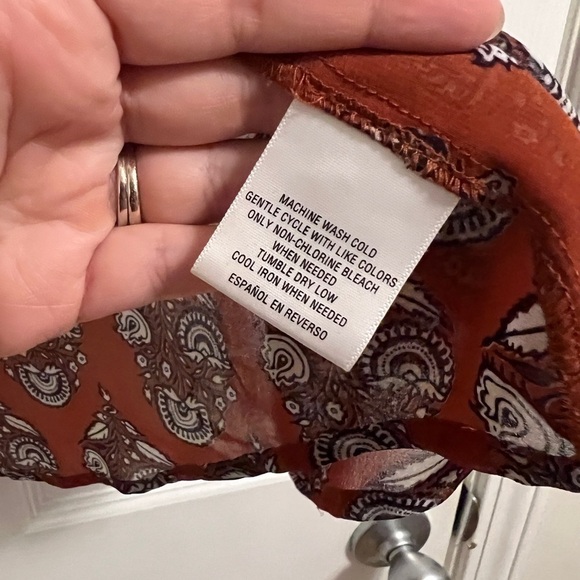 MACHINE WASH COLD
GENTLE CYCLE WITH LIKE COLORS
ONLY NON-CHLORINE BLEACH
WHEN NEEDED
TUMBLE DRY LOW
COOL IRON WHEN NEEDED
ESPAÑOL EN REVERSO